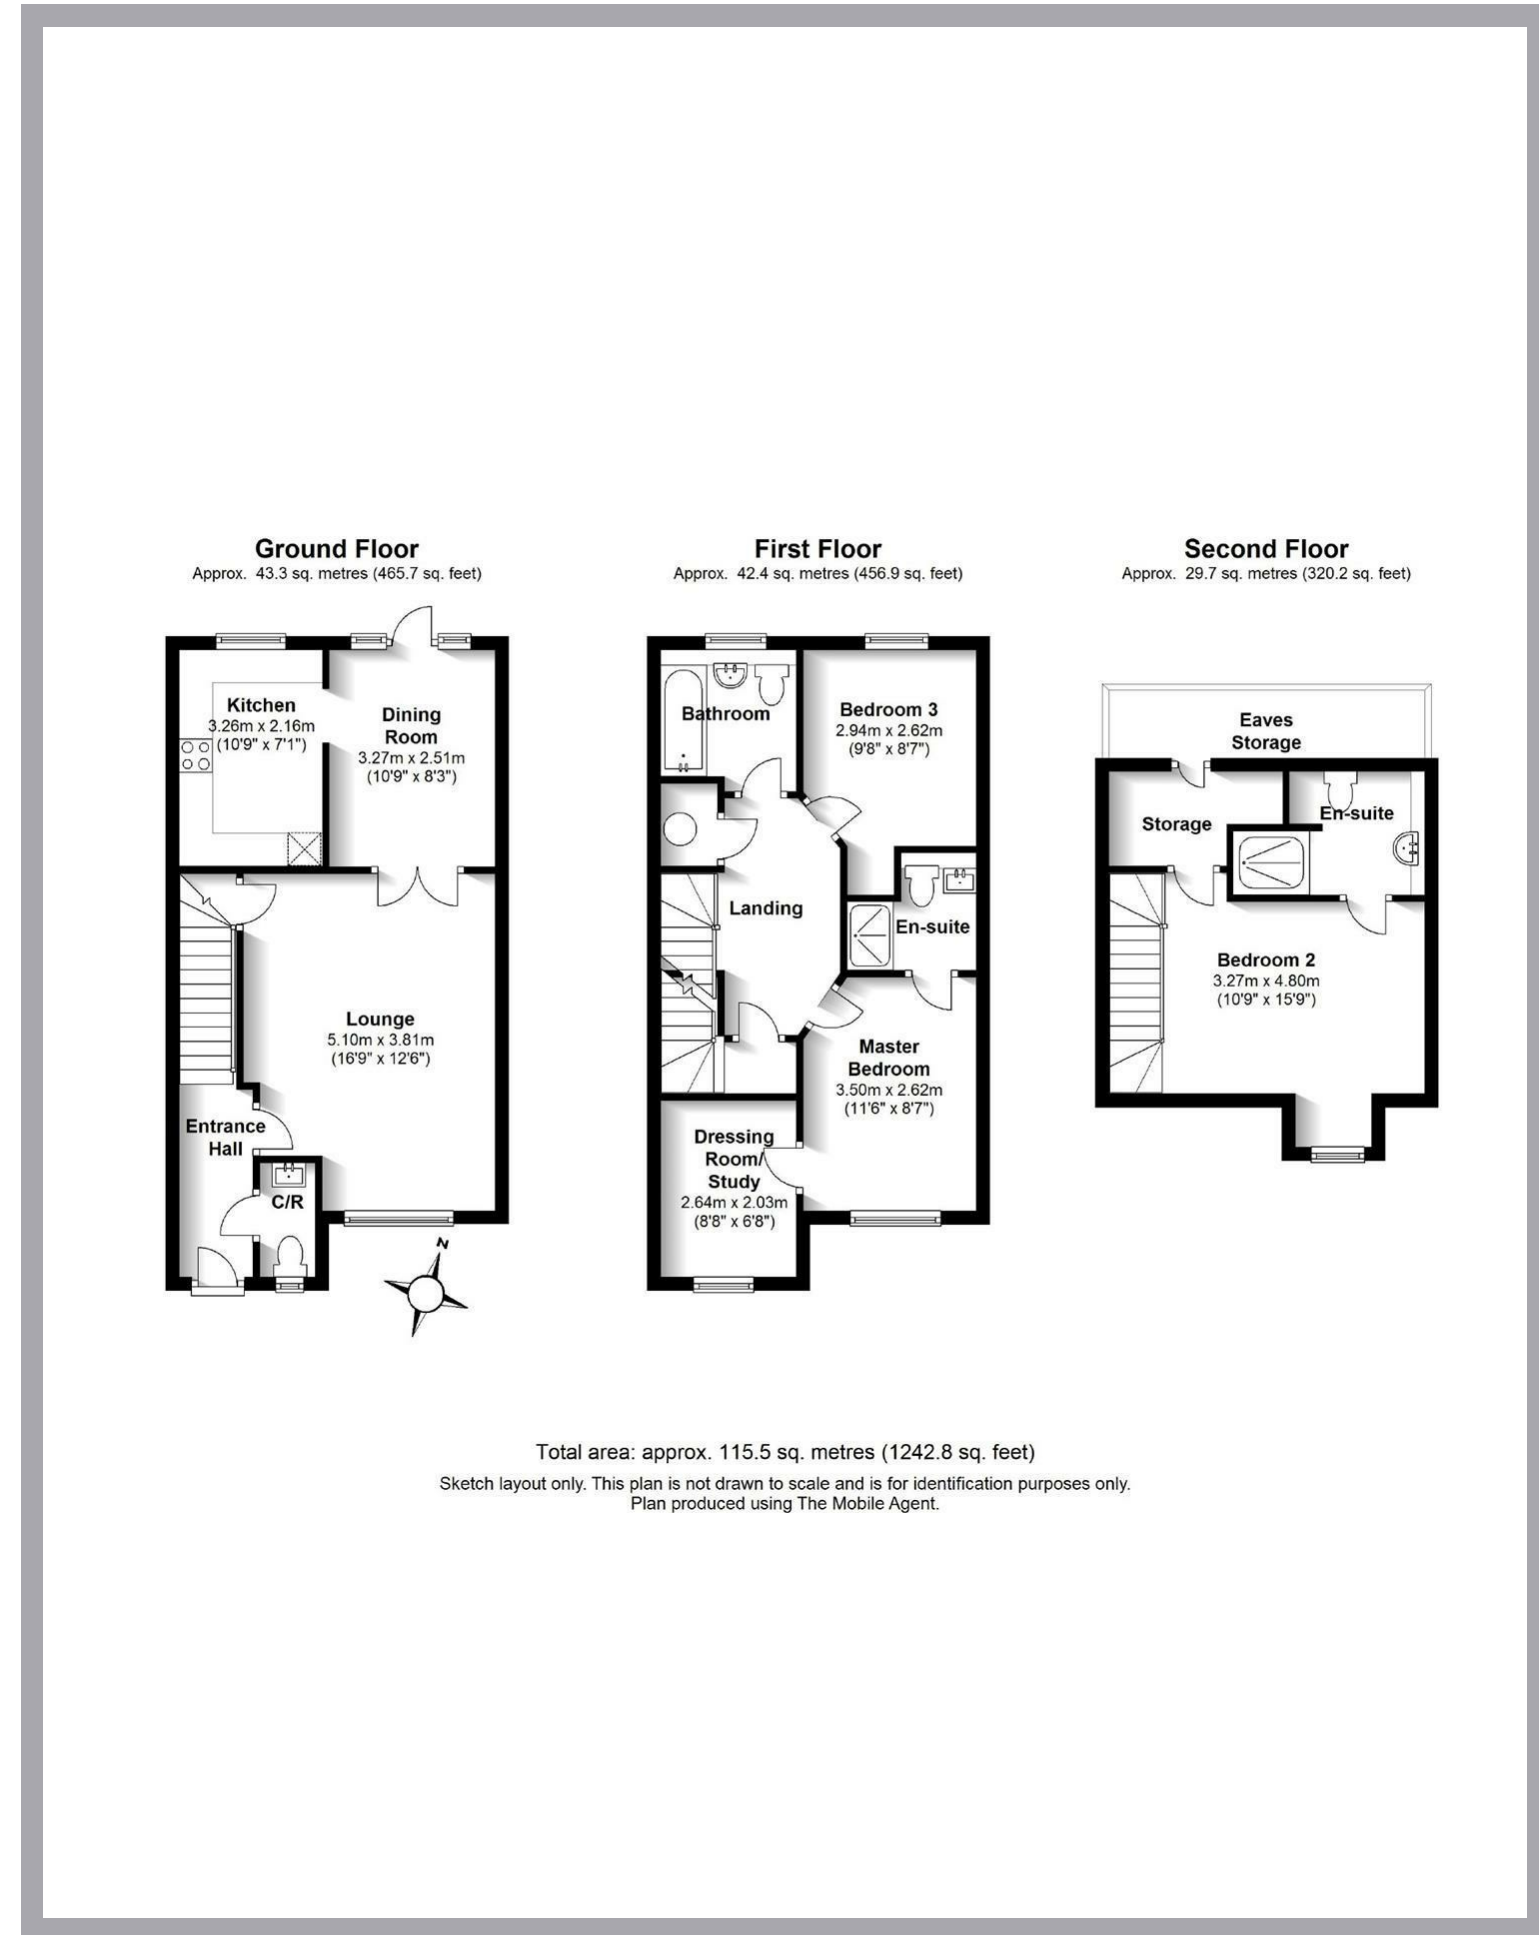 Ground Floor
Approx. 43.3 sq. metres (465.7 sq. feet)
Kitchen
3.26m x 2.16m
(10'9" x 7'1")
Dining
Room
3.27m x 2.51m
(10'9" x 8'3")
Lounge
5.10m x 3.81m
(16'9" x 12'6")
Entrance
Hall
C/R
N
First Floor
Approx. 42.4 sq. metres (456.9 sq. feet)
Bathroom
Bedroom 3
2.94m x 2.62m
(9'8" x 8'7")
Landing
En-suite
Master
Bedroom
3.50m x 2.62m
(11'6" x 8'7")
Dressing
Room/
Study
2.64m x 2.03m
(8'8" x 6'8")
Second Floor
Approx. 29.7 sq. metres (320.2 sq. feet)
Eaves
Storage
Storage
En-suite
Bedroom 2
3.27m x 4.80m
(10'9" x 15'9")
Total area: approx. 115.5 sq. metres (1242.8 sq. feet)
Sketch layout only. This plan is not drawn to scale and is for identification purposes only.
Plan produced using The Mobile Agent.